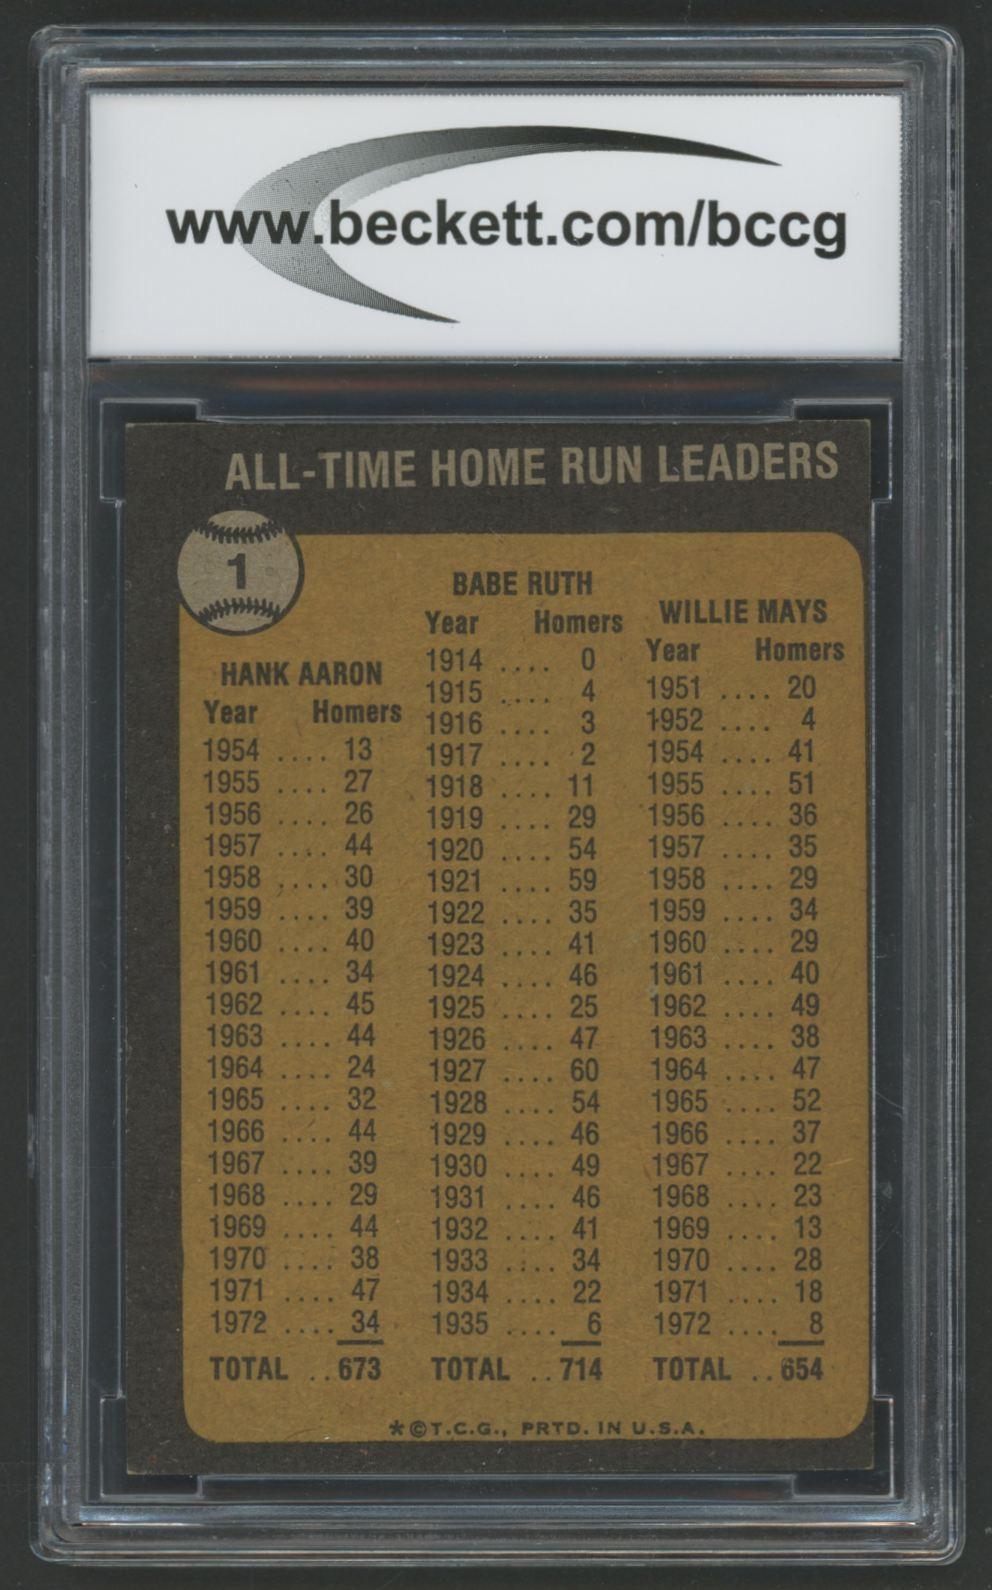 www.beckett.com/bccg
ALL-TIME HOME RUN LEADERS
1
HANK AARON
Year Homers
1954 .... 13
1955 .... 27
1956 .... 26
1957 .... 44
1958 .... 30
1959 .... 39
1960 .... 40
1961 .... 34
1962 .... 45
1963 .... 44
1964 .... 24
1965 .... 32
1966 .... 44
1967 .... 39
1968 .... 29
1969 .... 44
1970 .... 38
1971 .... 47
1972 .... 34
TOTAL .. 673
BABE RUTH
Year Homers
1914 .... 0
1915 .... 4
1916 .... 3
1917 .... 2
1918 .... 11
1919 .... 29
1920 .... 54
1921 .... 59
1922 .... 35
1923 .... 41
1924 .... 46
1925 .... 25
1926 .... 47
1927 .... 60
1928 .... 54
1929 .... 46
1930 .... 49
1931 .... 46
1932 .... 41
1933 .... 34
1934 .... 22
1935 .... 6
TOTAL .. 714
WILLIE MAYS
Year Homers
1951 .... 20
1952 .... 4
1954 .... 41
1955 .... 51
1956 .... 36
1957 .... 35
1958 .... 29
1959 .... 34
1960 .... 29
1961 .... 40
1962 .... 49
1963 .... 38
1964 .... 47
1965 .... 52
1966 .... 37
1967 .... 22
1968 .... 23
1969 .... 13
1970 .... 28
1971 .... 18
1972 .... 8
TOTAL .. 654
*©T.C.G., PRTD. IN U.S.A.